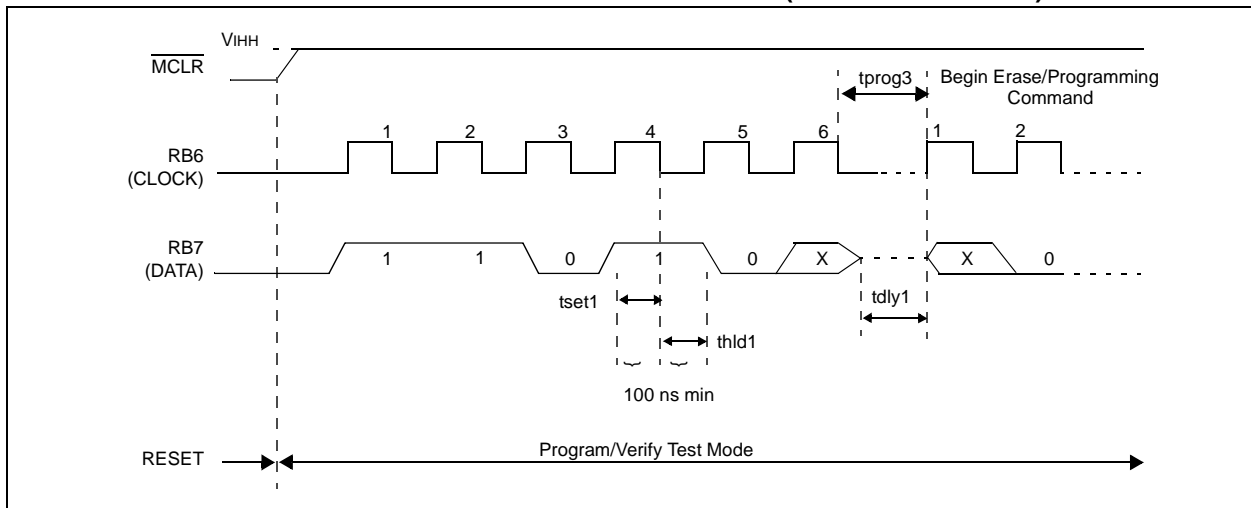 VIHH
MCLR
tprog3
Begin Erase/Programming
Command
1 2 3 4 5 6 1 2
RB6
(CLOCK)
RB7
(DATA)
1 1 0 1 0 X X 0
tset1
tdly1
thld1
100 ns min
RESET
Program/Verify Test Mode